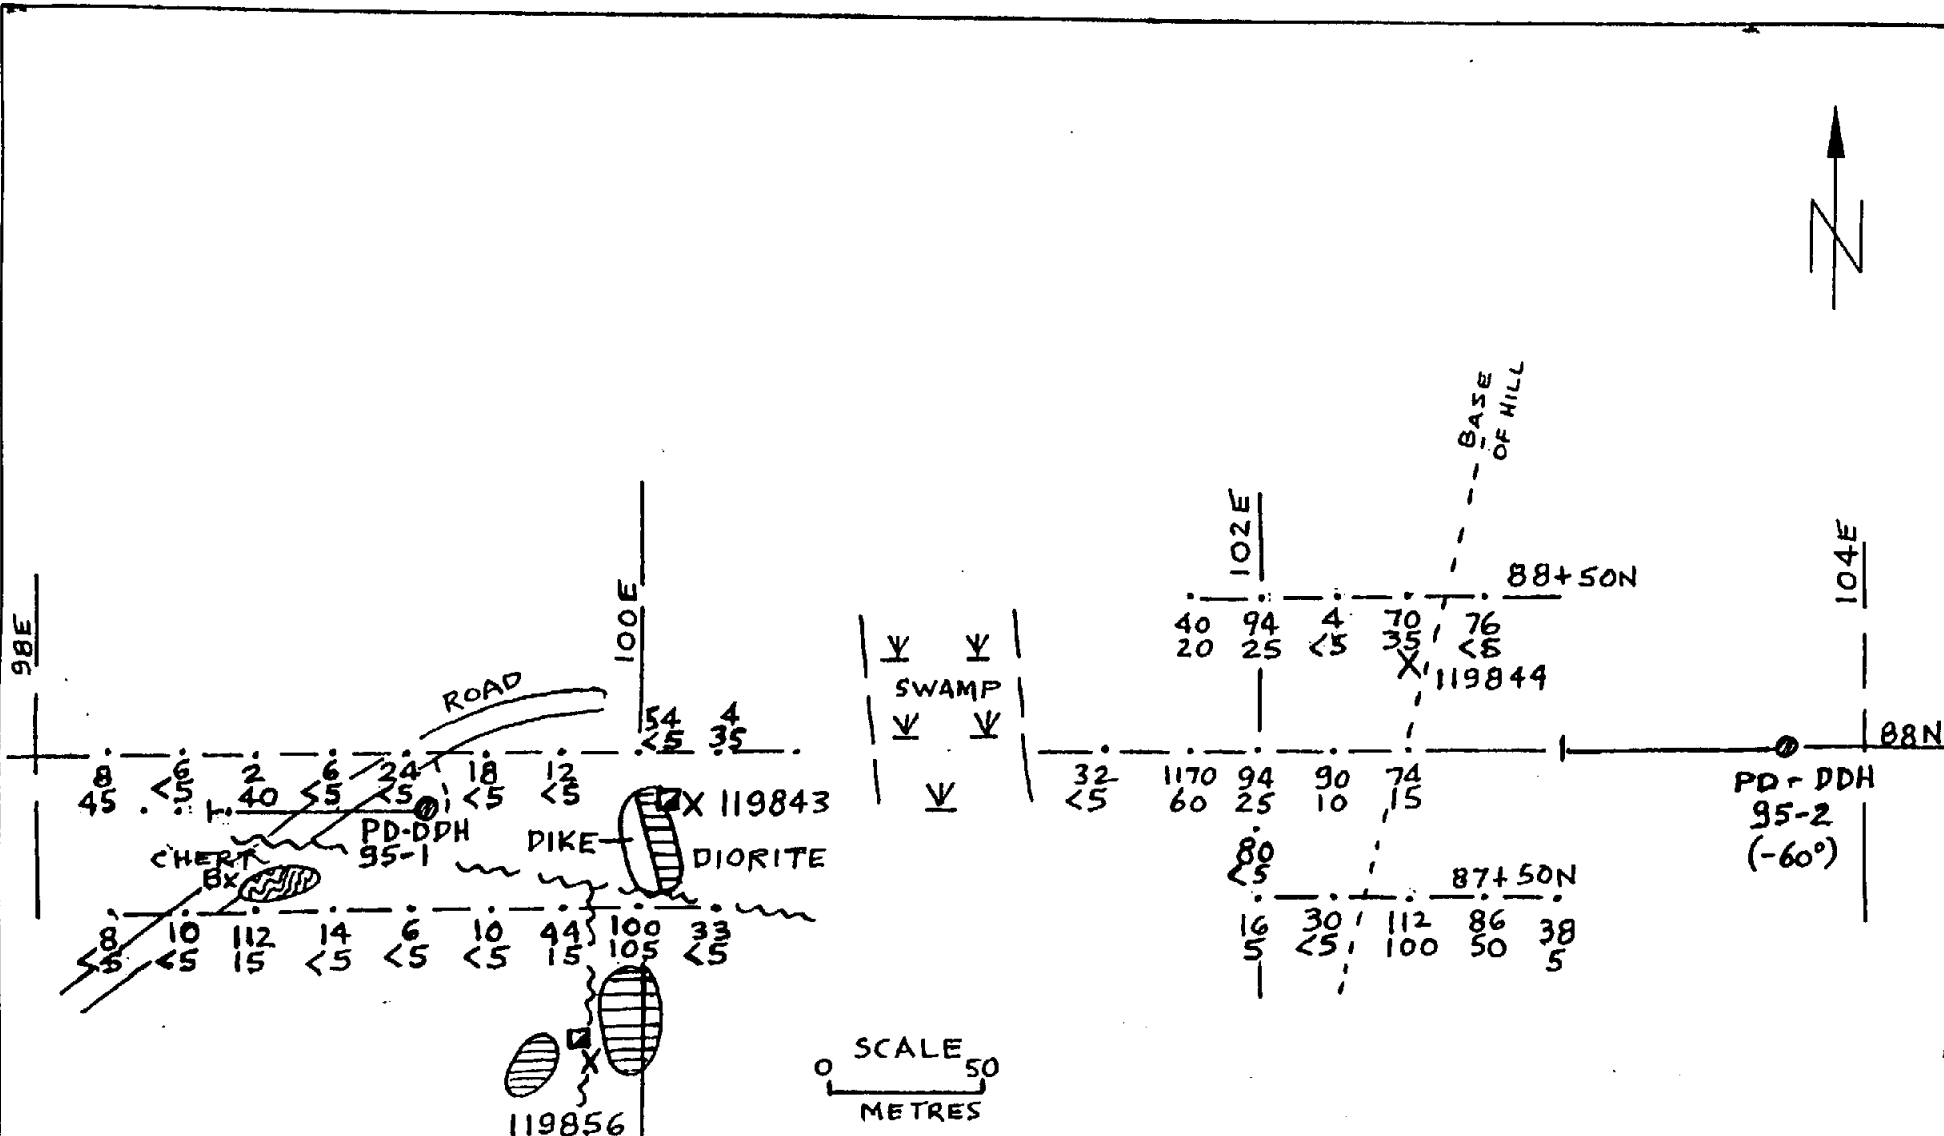 N
BASE
OF HILL
98E
100E
102E
104E
88+50N
40 94 4 70 76
20 25 <5 35 <5
X 119844
ROAD
SWAMP
54 4
<5 35
88N
8 6 2 6 24 18 12
45 <5 40 <5 <5 <5 <5
32 1170 94 90 74
<5 60 25 10 15
PD-DDH
95-1
PD-DDH
95-2
(-60°)
X 119843
DIKE
DIORITE
CHERT
Bx
80
<5
87+50N
8 10 112 14 6 10 44 100 33
<5 <5 15 <5 <5 <5 15 105 <5
16 30 112 86 38
5 <5 100 50 5
X
119856
SCALE
0 50
METRES